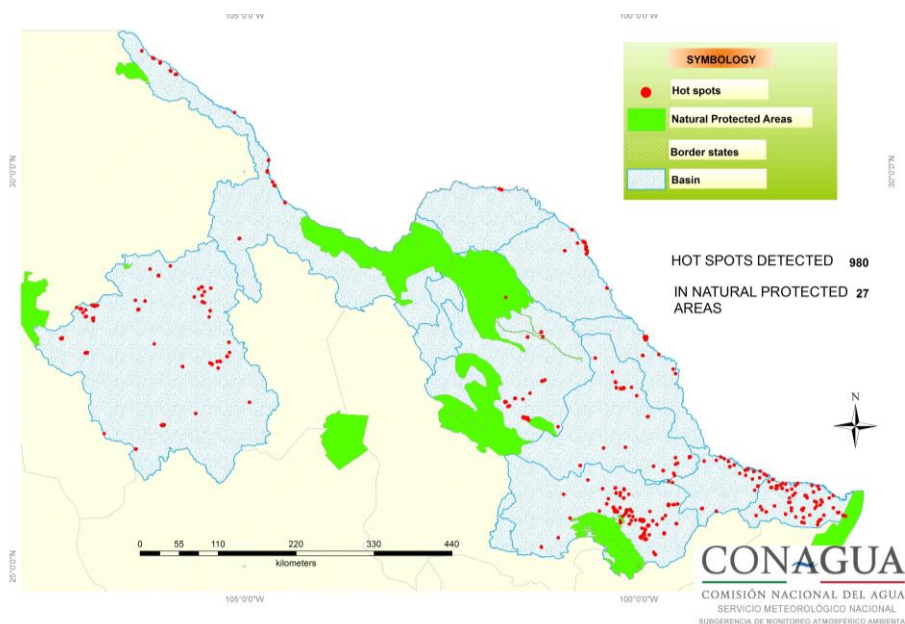 105°0'0"W
100°0'0"W
SYMBOLOGY
Hot spots
Natural Protected Areas
Border states
Basin
30°0'0"N
30°0'0"N
HOT SPOTS DETECTED 980
IN NATURAL PROTECTED 27
AREAS
N
0 55 110 220 330 440
kilometers
25°0'0"N
105°0'0"W
100°0'0"W
CONAGUA
COMISIÓN NACIONAL DEL AGUA
SERVICIO METEOROLÓGICO NACIONAL
SUBGERENCIA DE MONITOREO ATMOSFÉRICO AMBIENTA